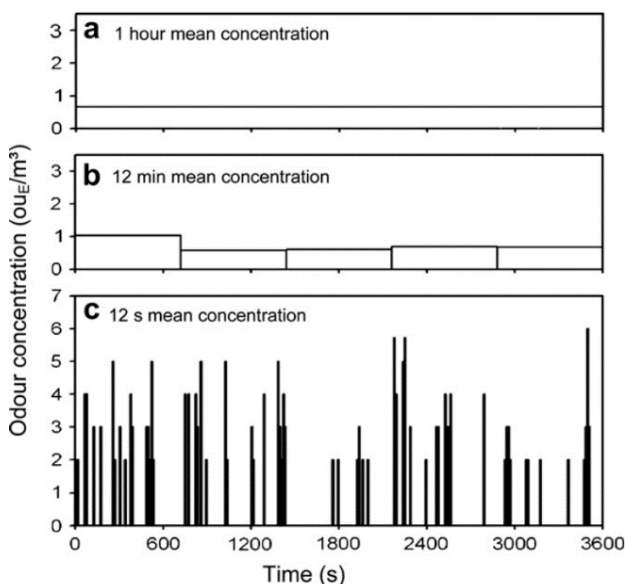 Odour concentration (ouE/m³)
a 1 hour mean concentration
3
2
1
0
b 12 min mean concentration
3
2
1
0
c 12 s mean concentration
7
6
5
4
3
2
1
0
0 600 1200 1800 2400 3000 3600
Time (s)